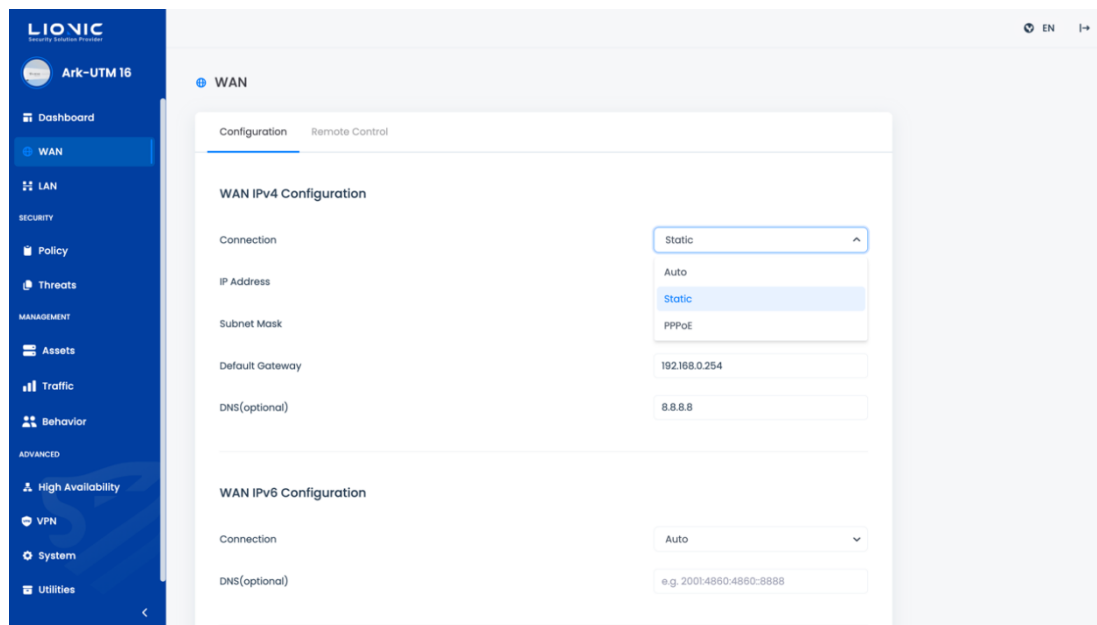 LIONIC
Security Solution Provider
EN
Ark-UTM 16
WAN
Dashboard
WAN
LAN
SECURITY
Policy
Threats
MANAGEMENT
Assets
Traffic
Behavior
ADVANCED
High Availability
VPN
System
Utilities
Configuration Remote Control
WAN IPv4 Configuration
Connection Static
Auto
IP Address
Static
Subnet Mask PPPoE
Default Gateway 192.168.0.254
DNS(optional) 8.8.8.8
WAN IPv6 Configuration
Connection Auto
DNS(optional) e.g. 2001:4860:4860::8888